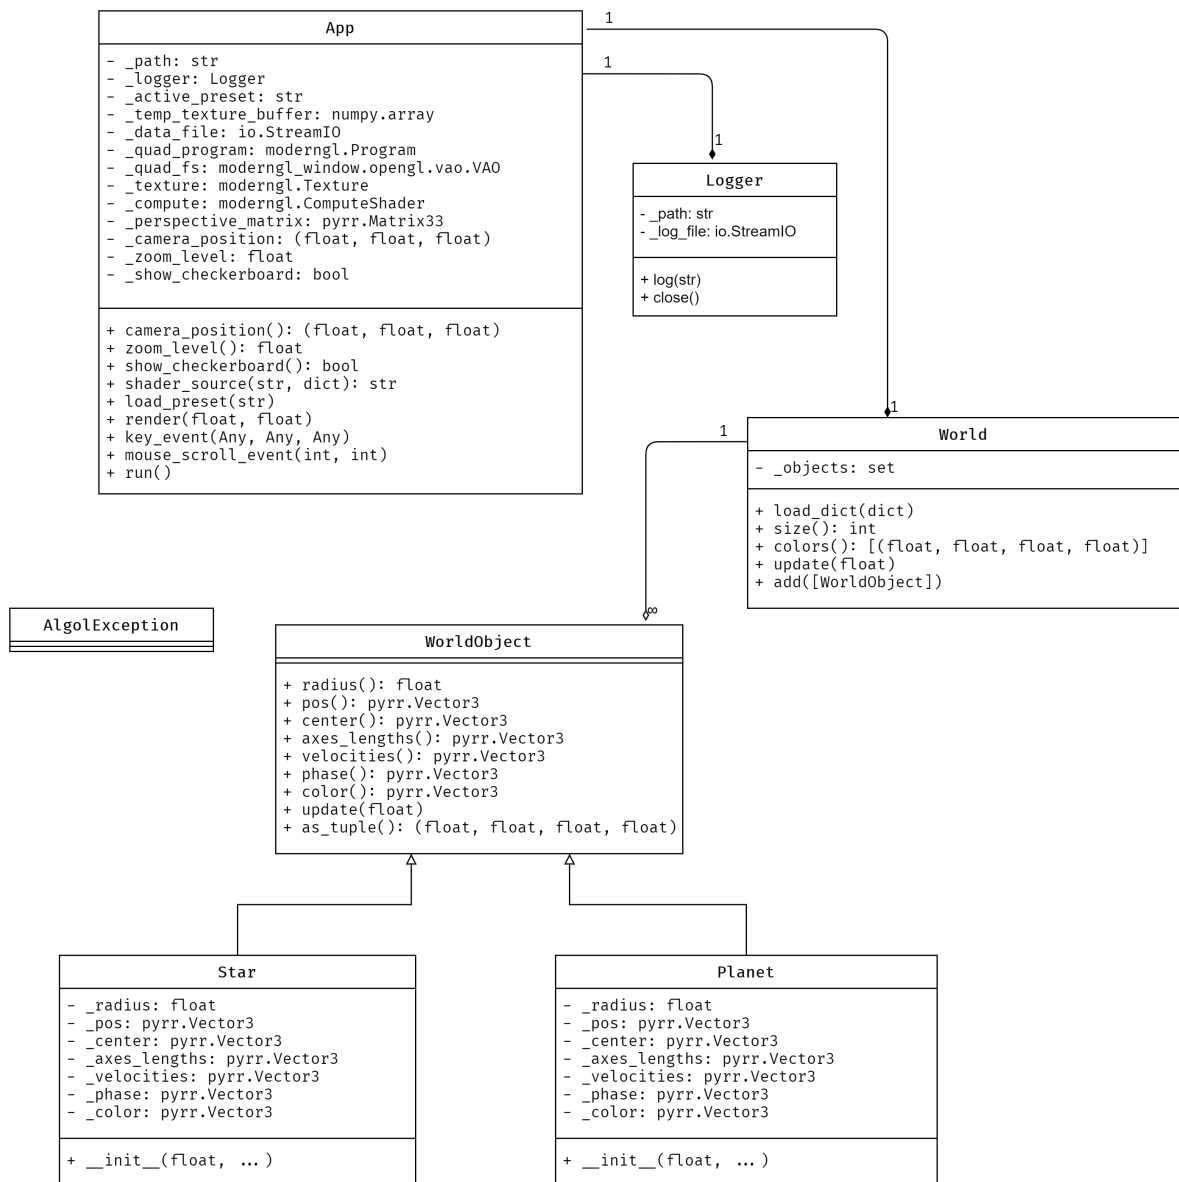 App
- _path: str
- _logger: Logger
- _active_preset: str
- _temp_texture_buffer: numpy.array
- _data_file: io.StreamIO
- _quad_program: moderngl.Program
- _quad_fs: moderngl_window.opengl.vao.VAO
- _texture: moderngl.Texture
- _compute: moderngl.ComputeShader
- _perspective_matrix: pyrr.Matrix33
- _camera_position: (float, float, float)
- _zoom_level: float
- _show_checkerboard: bool
+ camera_position(): (float, float, float)
+ zoom_level(): float
+ show_checkerboard(): bool
+ shader_source(str, dict): str
+ load_preset(str)
+ render(float, float)
+ key_event(Any, Any, Any)
+ mouse_scroll_event(int, int)
+ run()
1
1
1
Logger
- _path: str
- _log_file: io.StreamIO
+ log(str)
+ close()
1
1
World
- _objects: set
+ load_dict(dict)
+ size(): int
+ colors(): [(float, float, float, float)]
+ update(float)
+ add([WorldObject])
∞
AlgolException
WorldObject
+ radius(): float
+ pos(): pyrr.Vector3
+ center(): pyrr.Vector3
+ axes_lengths(): pyrr.Vector3
+ velocities(): pyrr.Vector3
+ phase(): pyrr.Vector3
+ color(): pyrr.Vector3
+ update(float)
+ as_tuple(): (float, float, float, float)
Star
- _radius: float
- _pos: pyrr.Vector3
- _center: pyrr.Vector3
- _axes_lengths: pyrr.Vector3
- _velocities: pyrr.Vector3
- _phase: pyrr.Vector3
- _color: pyrr.Vector3
+ __init__(float, ...)
Planet
- _radius: float
- _pos: pyrr.Vector3
- _center: pyrr.Vector3
- _axes_lengths: pyrr.Vector3
- _velocities: pyrr.Vector3
- _phase: pyrr.Vector3
- _color: pyrr.Vector3
+ __init__(float, ...)